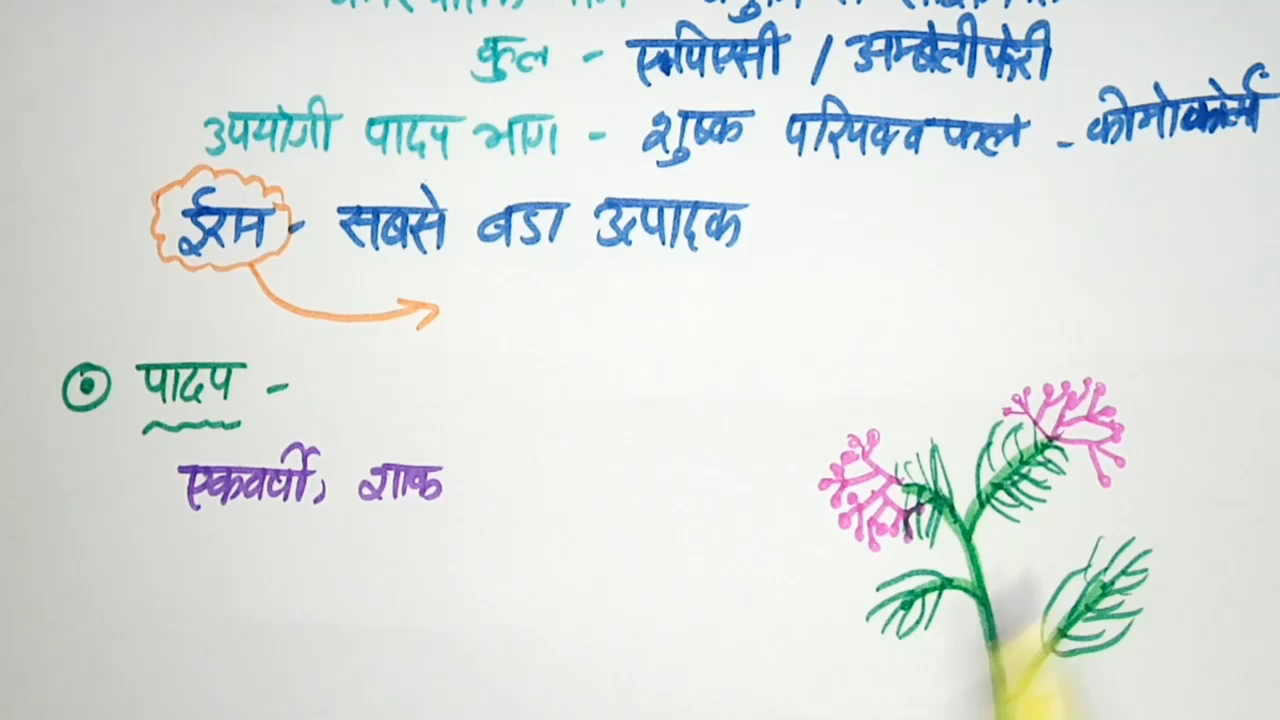 कुल - एपिएसी / अम्बेलीफेरी
उपयोगी पादप भाग - शुष्क परिपक्व फल - क्रीमोकार्प
ईरान - सबसे बडा उत्पादक
पादप -
एकवर्षी, शाक